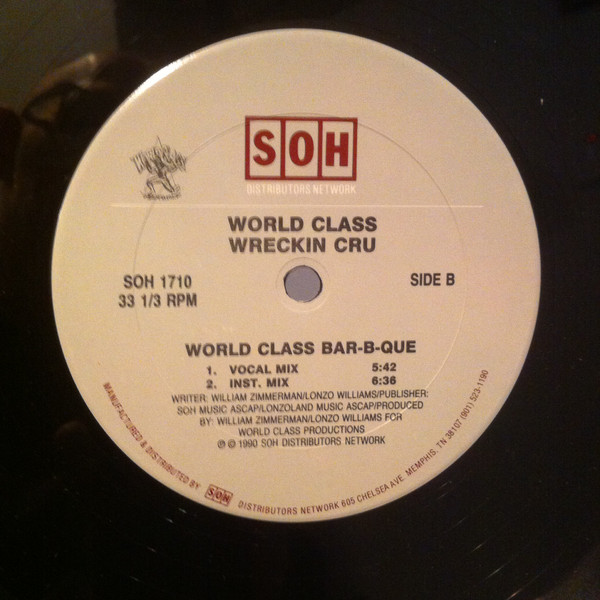 SOH
DISTRIBUTORS NETWORK
WORLD CLASS
WRECKIN CRU
SOH 1710
33 1/3 RPM
SIDE B
WORLD CLASS BAR-B-QUE
1. VOCAL MIX 5:42
2. INST. MIX 6:36
WRITER: WILLIAM ZIMMERMAN/LONZO WILLIAMS/PUBLISHER:
SOH MUSIC ASCAP/LONZOLAND MUSIC ASCAP/PRODUCED
BY: WILLIAM ZIMMERMAN/LONZO WILLIAMS FOR
WORLD CLASS PRODUCTIONS
℗ © 1990 SOH DISTRIBUTORS NETWORK
MANUFACTURED & DISTRIBUTED BY SOH DISTRIBUTORS NETWORK 605 CHELSEA AVE. MEMPHIS, TN 38107 (901) 523-1190